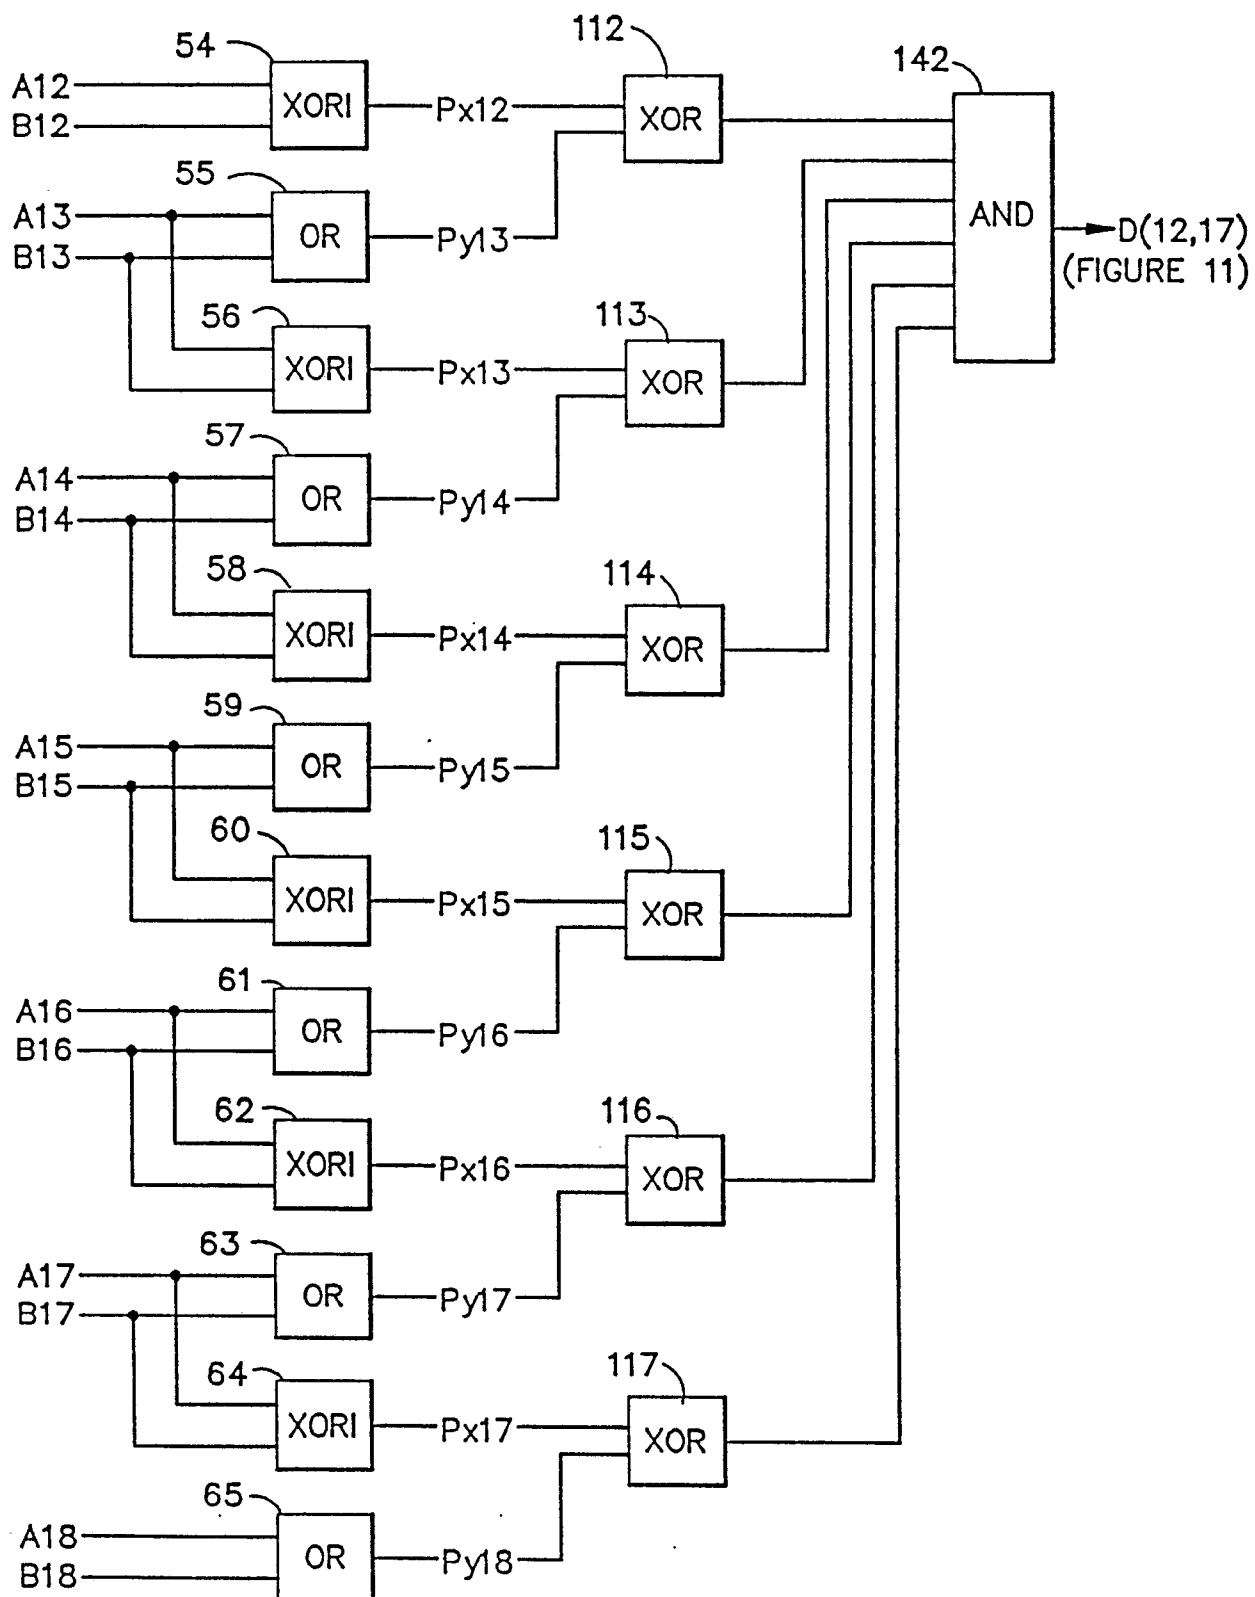 54
112
142
A12
B12
XORI
Px12
XOR
55
A13
B13
OR
Py13
AND
D(12,17)
(FIGURE 11)
56
113
XORI
Px13
XOR
57
A14
B14
OR
Py14
58
114
XORI
Px14
XOR
59
A15
B15
OR
Py15
60
115
XORI
Px15
XOR
61
A16
B16
OR
Py16
62
116
XORI
Px16
XOR
63
A17
B17
OR
Py17
64
117
XORI
Px17
XOR
65
A18
B18
OR
Py18